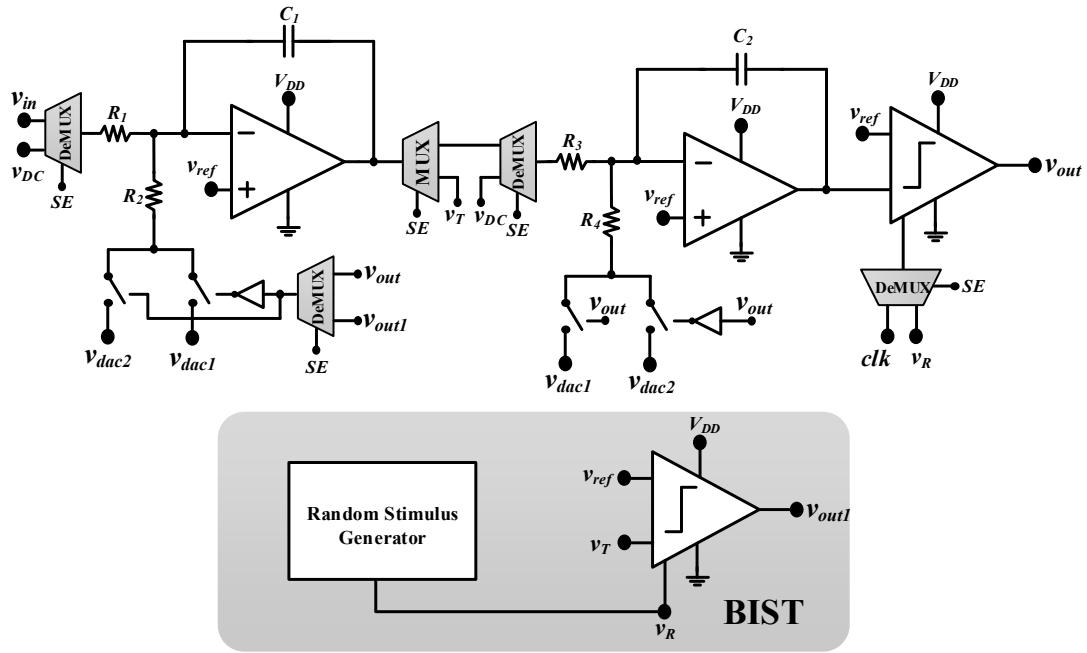 C1
VDD
vin
DeMUX
R1
vDC
SE
R2
vref
MUX
SE
vT
DeMUX
vDC
SE
R3
C2
VDD
vref
R4
VDD
vref
vout
DeMUX
SE
clk
vR
DeMUX
vout
vout1
SE
vdac2
vdac1
vout
vout
vdac1
vdac2
Random Stimulus
Generator
VDD
vref
vT
vout1
vR
BIST